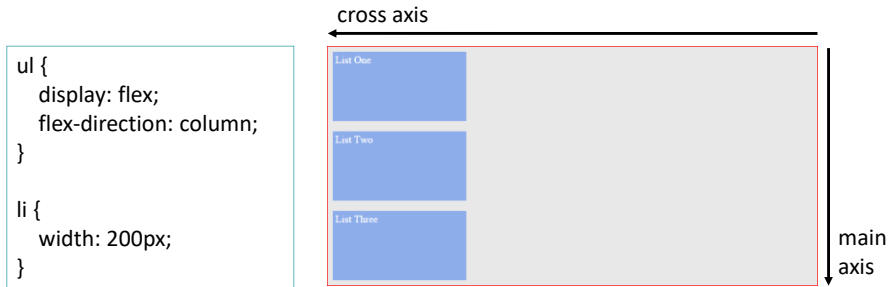 cross axis
ul {
display: flex;
flex-direction: column;
}
li {
width: 200px;
}
List One
List Two
List Three
main
axis